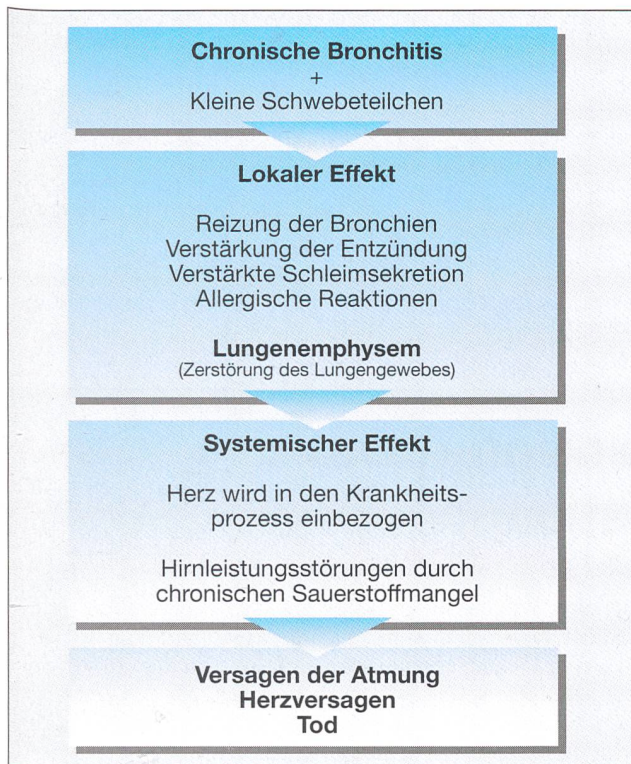 Chronische Bronchitis
+
Kleine Schwebeteilchen
Lokaler Effekt
Reizung der Bronchien
Verstärkung der Entzündung
Verstärkte Schleimsekretion
Allergische Reaktionen
Lungenemphysem
(Zerstörung des Lungengewebes)
Systemischer Effekt
Herz wird in den Krankheits-
prozess einbezogen
Hirnleistungsstörungen durch
chronischen Sauerstoffmangel
Versagen der Atmung
Herzversagen
Tod